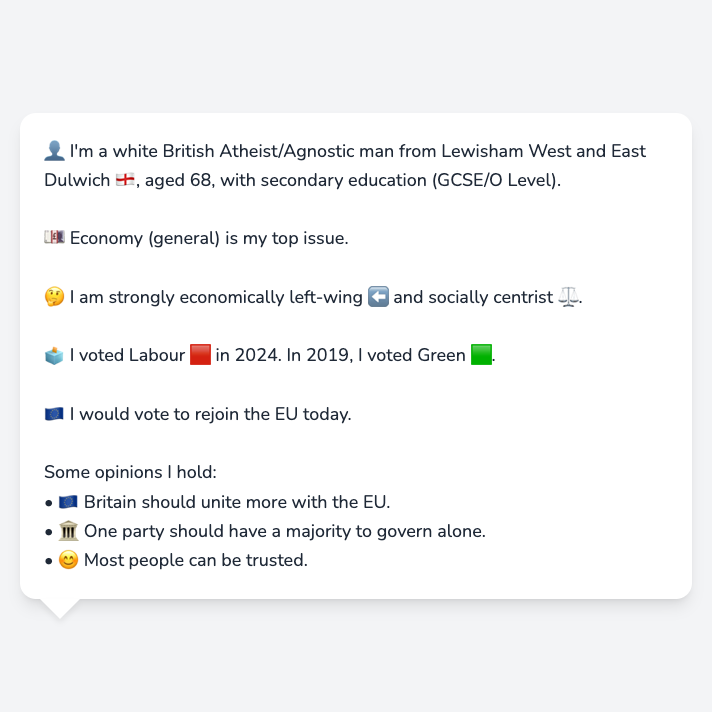 👤 I'm a white British Atheist/Agnostic man from Lewisham West and East
Dulwich 🏴󠁧󠁢󠁥󠁮󠁧󠁿, aged 68, with secondary education (GCSE/O Level).
💷 Economy (general) is my top issue.
🤔 I am strongly economically left-wing ⬅️ and socially centrist ⚖️.
🗳️ I voted Labour 🟥 in 2024. In 2019, I voted Green 🟩.
🇪🇺 I would vote to rejoin the EU today.
Some opinions I hold:
• 🇪🇺 Britain should unite more with the EU.
• 🏛️ One party should have a majority to govern alone.
• 😊 Most people can be trusted.